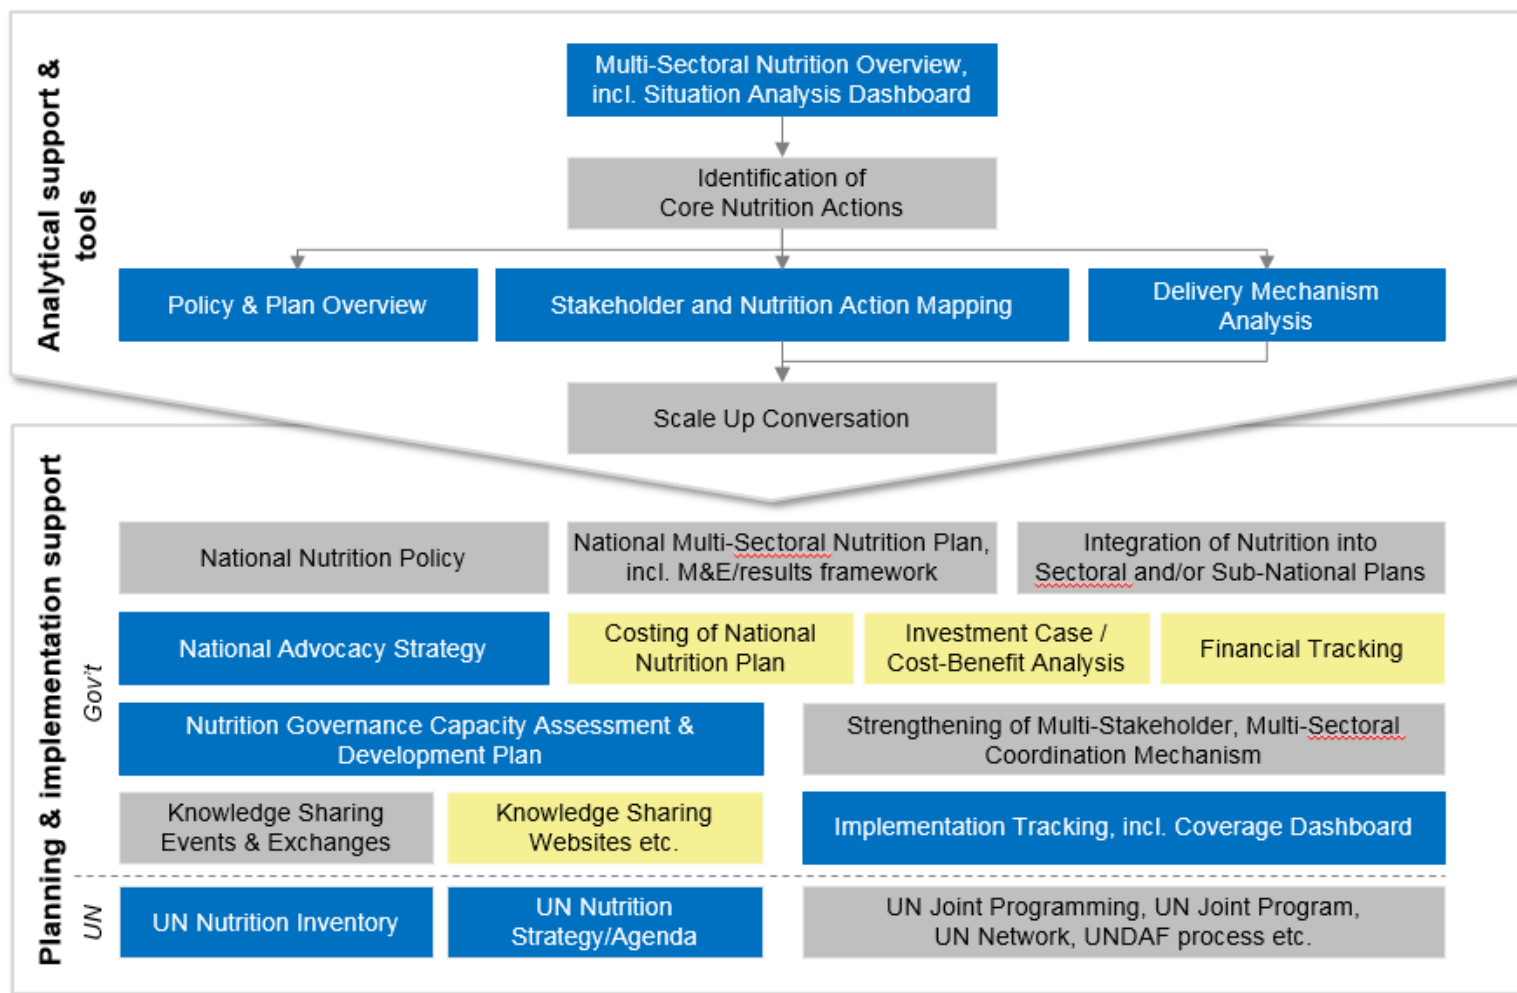 Analytical support &
tools
Multi-Sectoral Nutrition Overview,
incl. Situation Analysis Dashboard
Identification of
Core Nutrition Actions
Policy & Plan Overview
Stakeholder and Nutrition Action Mapping
Delivery Mechanism
Analysis
Scale Up Conversation
Planning & implementation support
Gov't
National Nutrition Policy
National Multi-Sectoral Nutrition Plan,
incl. M&E/results framework
Integration of Nutrition into
Sectoral and/or Sub-National Plans
National Advocacy Strategy
Costing of National
Nutrition Plan
Investment Case /
Cost-Benefit Analysis
Financial Tracking
Nutrition Governance Capacity Assessment &
Development Plan
Strengthening of Multi-Stakeholder, Multi-Sectoral
Coordination Mechanism
Knowledge Sharing
Events & Exchanges
Knowledge Sharing
Websites etc.
Implementation Tracking, incl. Coverage Dashboard
UN
UN Nutrition Inventory
UN Nutrition
Strategy/Agenda
UN Joint Programming, UN Joint Program,
UN Network, UNDAF process etc.